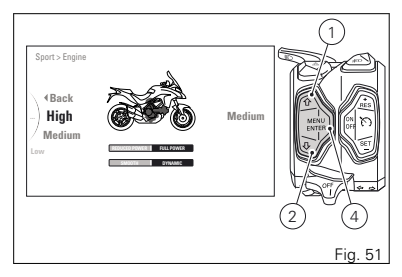 Sport > Engine
Back
High
Medium
Low
Medium
REDUCED POWER FULL POWER
SMOOTH DYNAMIC
1
RES
MENU
ENTER
ON
OFF
SET
OFF
2
4
Fig. 51